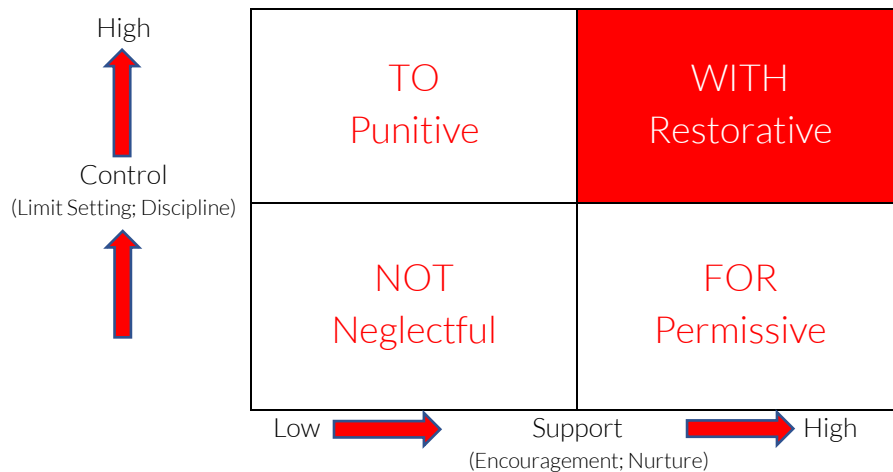 High
TO
Punitive
WITH
Restorative
Control
(Limit Setting; Discipline)
NOT
Neglectful
FOR
Permissive
Low
Support
High
(Encouragement; Nurture)